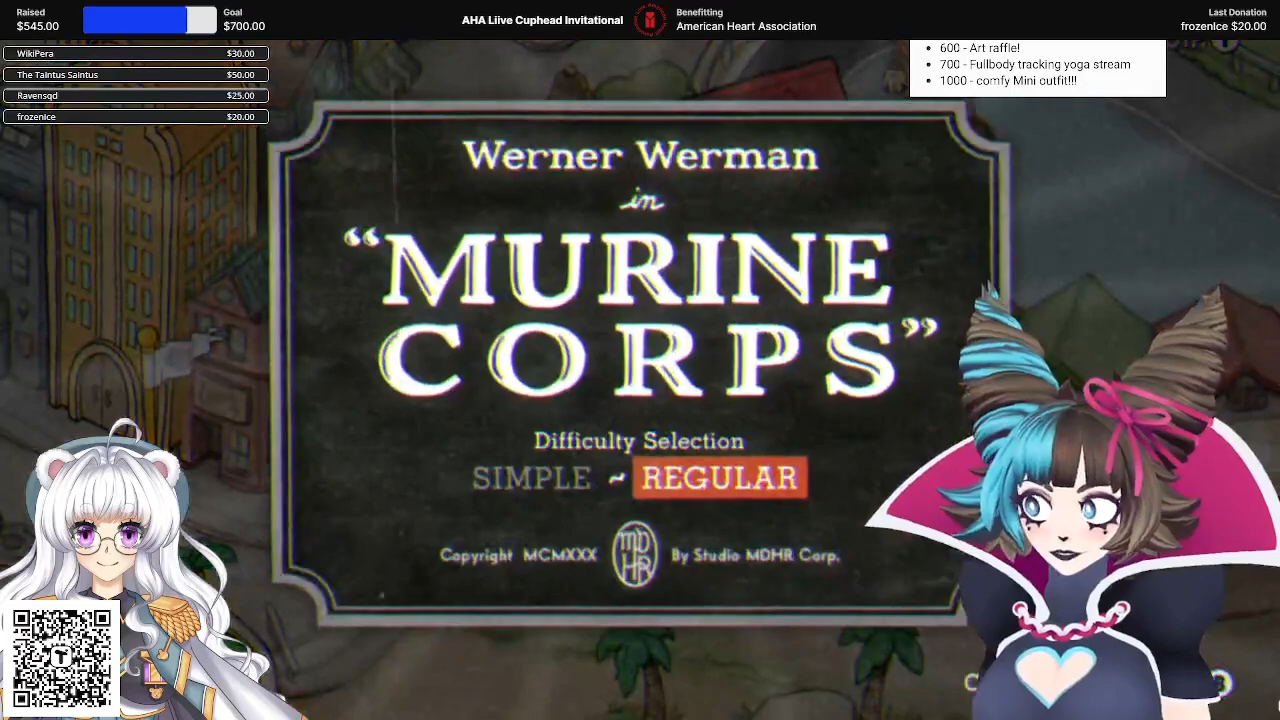 Raised
$545.00
Goal
$700.00
AHA Liive Cuphead Invitational
Benefitting
American Heart Association
Last Donation
frozenice $20.00
WikiPera $30.00
The Taintus Saintus $50.00
Ravensgd $25.00
frozenice $20.00
600 - Art raffle!
700 - Fullbody tracking yoga stream
1000 - comfy Mini outfit!!!
Werner Werman
in
“MURINE
CORPS”
Difficulty Selection
SIMPLE ~ REGULAR
Copyright MCMXXX MDHR By Studio MDHR Corp.